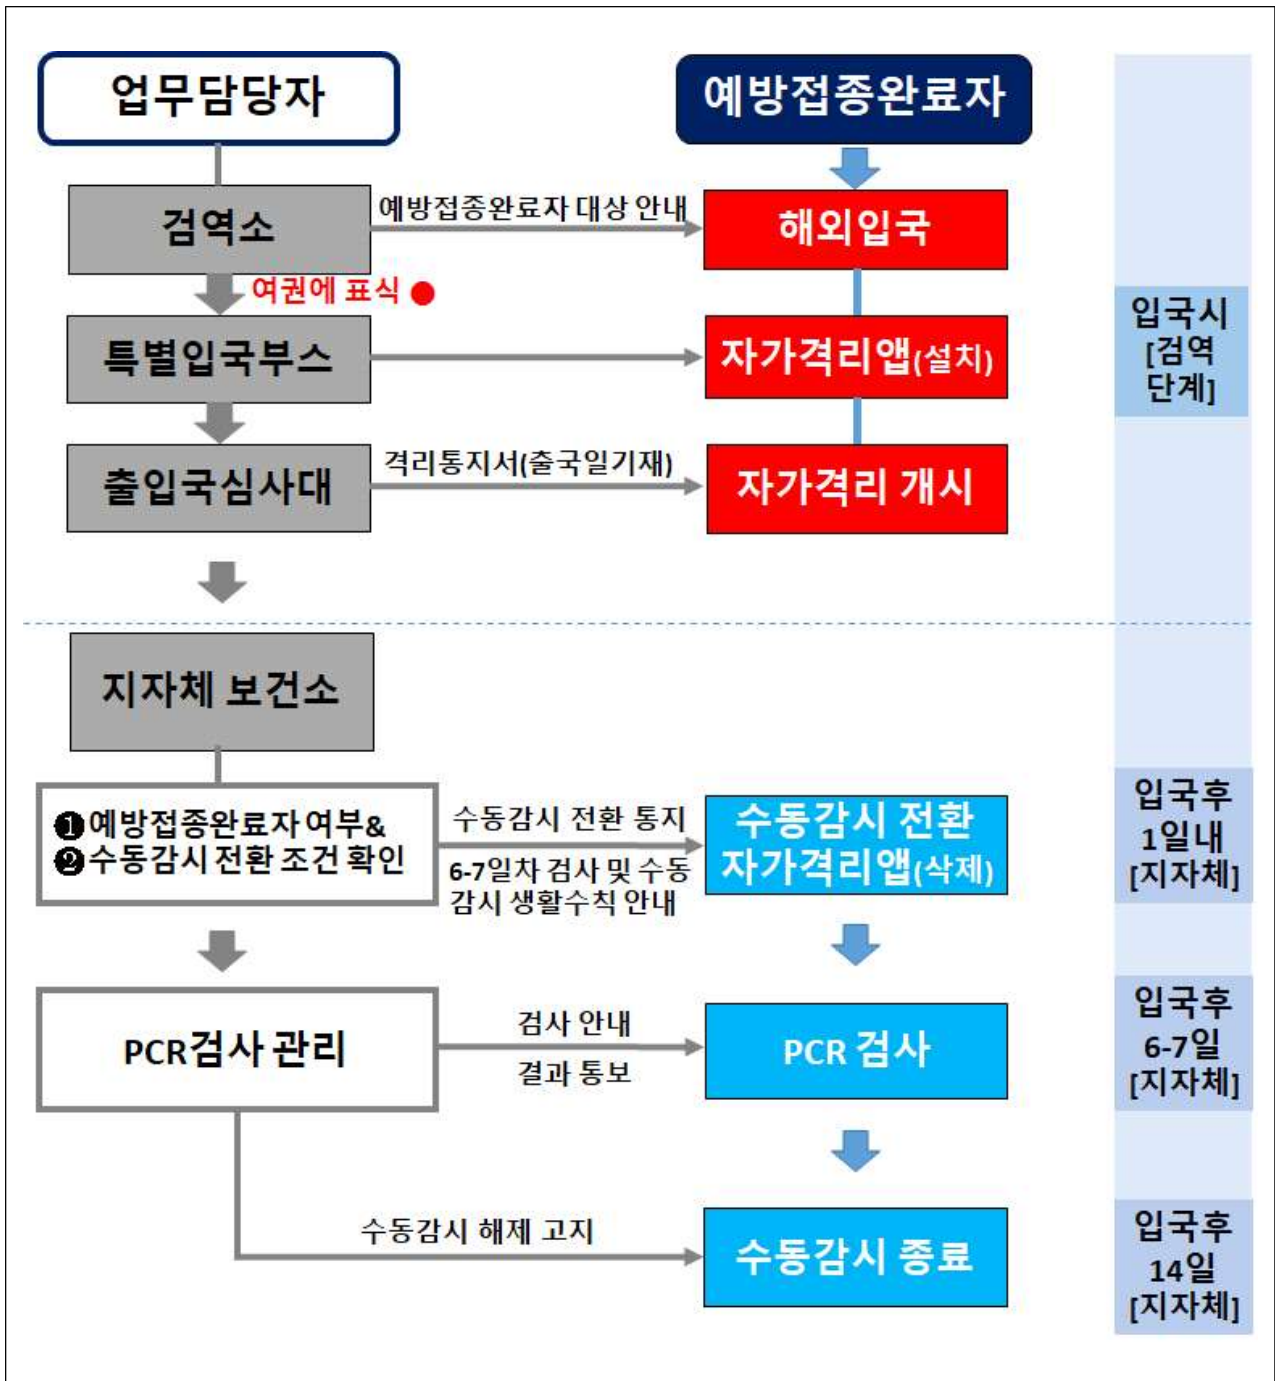 업무담당자
예방접종완료자
검역소
예방접종완료자 대상 안내
해외입국
여권에 표식 ●
특별입국부스
자가격리앱(설치)
입국시
[검역
단계]
출입국심사대
격리통지서(출국일기재)
자가격리 개시
지자체 보건소
❶예방접종완료자 여부&
❷수동감시 전환 조건 확인
수동감시 전환 통지
6-7일차 검사 및 수동
감시 생활수칙 안내
수동감시 전환
자가격리앱(삭제)
입국후
1일내
[지자체]
PCR검사 관리
검사 안내
결과 통보
PCR 검사
입국후
6-7일
[지자체]
수동감시 해제 고지
수동감시 종료
입국후
14일
[지자체]